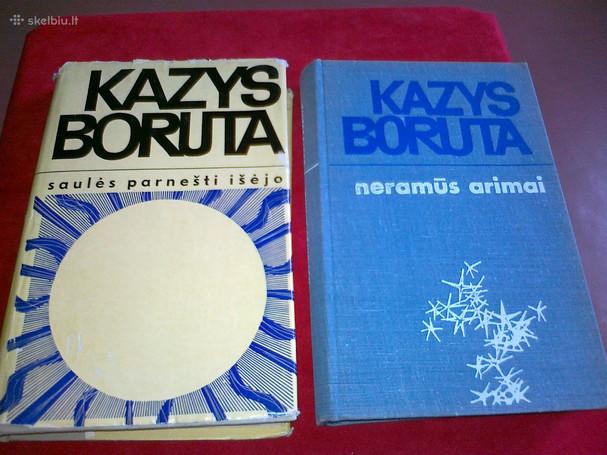 skelbiu.lt
KAZYS
BORUTA
saulės parnešti išėjo
KAZYS
BORUTA
neramūs arimai